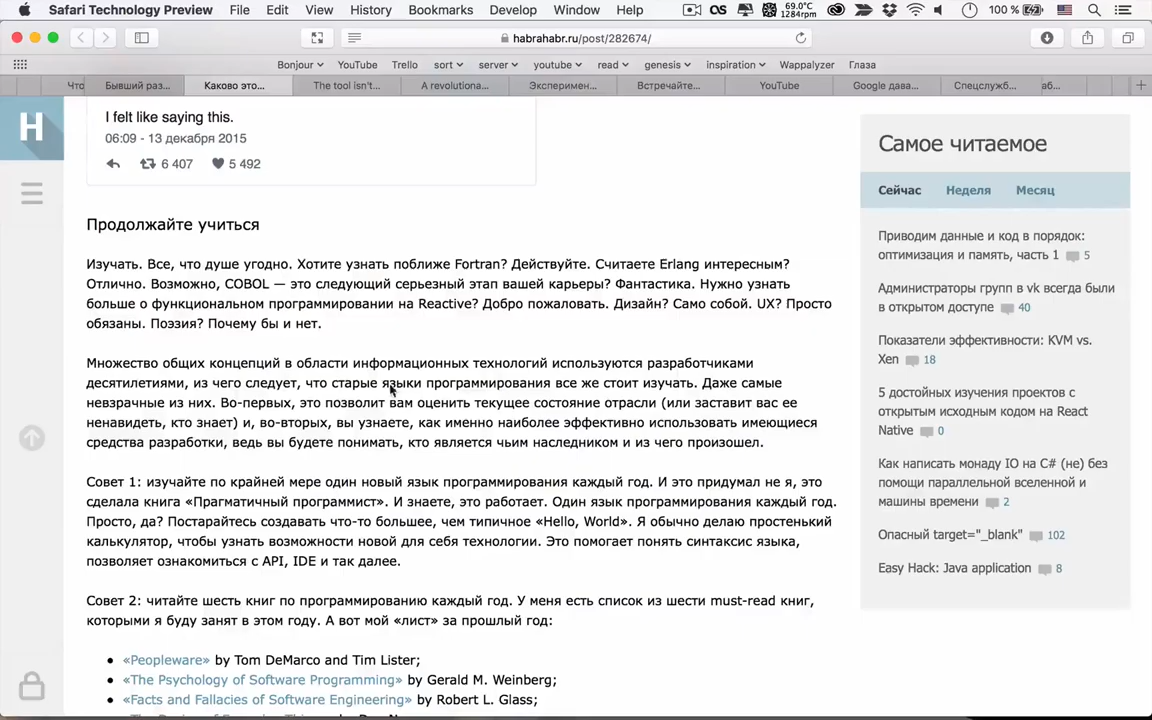 Safari Technology Preview File Edit View History Bookmarks Develop Window Help
69.0°C
1284rpm
100 %
habrahabr.ru/post/282674/
Bonjour YouTube Trello sort server youtube read genesis inspiration Wappalyzer Глаза
Что Бывший раз... Каково это... The tool isn't... A revolutiona... Эксперимен... Встречайте... YouTube Google дава... Спецслужб... аб...
H
I felt like saying this.
06:09 - 13 декабря 2015
6 407 5 492
Продолжайте учиться
Изучать. Все, что душе угодно. Хотите узнать поближе Fortran? Действуйте. Считаете Erlang интересным?
Отлично. Возможно, COBOL — это следующий серьезный этап вашей карьеры? Фантастика. Нужно узнать
больше о функциональном программировании на Reactive? Добро пожаловать. Дизайн? Само собой. UX? Просто
обязаны. Поэзия? Почему бы и нет.
Множество общих концепций в области информационных технологий используются разработчиками
десятилетиями, из чего следует, что старые языки программирования все же стоит изучать. Даже самые
невзрачные из них. Во-первых, это позволит вам оценить текущее состояние отрасли (или заставит вас ее
ненавидеть, кто знает) и, во-вторых, вы узнаете, как именно наиболее эффективно использовать имеющиеся
средства разработки, ведь вы будете понимать, кто является чьим наследником и из чего произошел.
Совет 1: изучайте по крайней мере один новый язык программирования каждый год. И это придумал не я, это
сделала книга «Прагматичный программист». И знаете, это работает. Один язык программирования каждый год.
Просто, да? Постарайтесь создавать что-то большее, чем типичное «Hello, World». Я обычно делаю простенький
калькулятор, чтобы узнать возможности новой для себя технологии. Это помогает понять синтаксис языка,
позволяет ознакомиться с API, IDE и так далее.
Совет 2: читайте шесть книг по программированию каждый год. У меня есть список из шести must-read книг,
которыми я буду занят в этом году. А вот мой «лист» за прошлый год:
• «Peopleware» by Tom DeMarco and Tim Lister;
• «The Psychology of Software Programming» by Gerald M. Weinberg;
• «Facts and Fallacies of Software Engineering» by Robert L. Glass;
Самое читаемое
Сейчас Неделя Месяц
Приводим данные и код в порядок:
оптимизация и память, часть 1 5
Администраторы групп в vk всегда были
в открытом доступе 40
Показатели эффективности: KVM vs.
Xen 18
5 достойных изучения проектов с
открытым исходным кодом на React
Native 0
Как написать монаду IO на C# (не) без
помощи параллельной вселенной и
машины времени 2
Опасный target="_blank" 102
Easy Hack: Java application 8